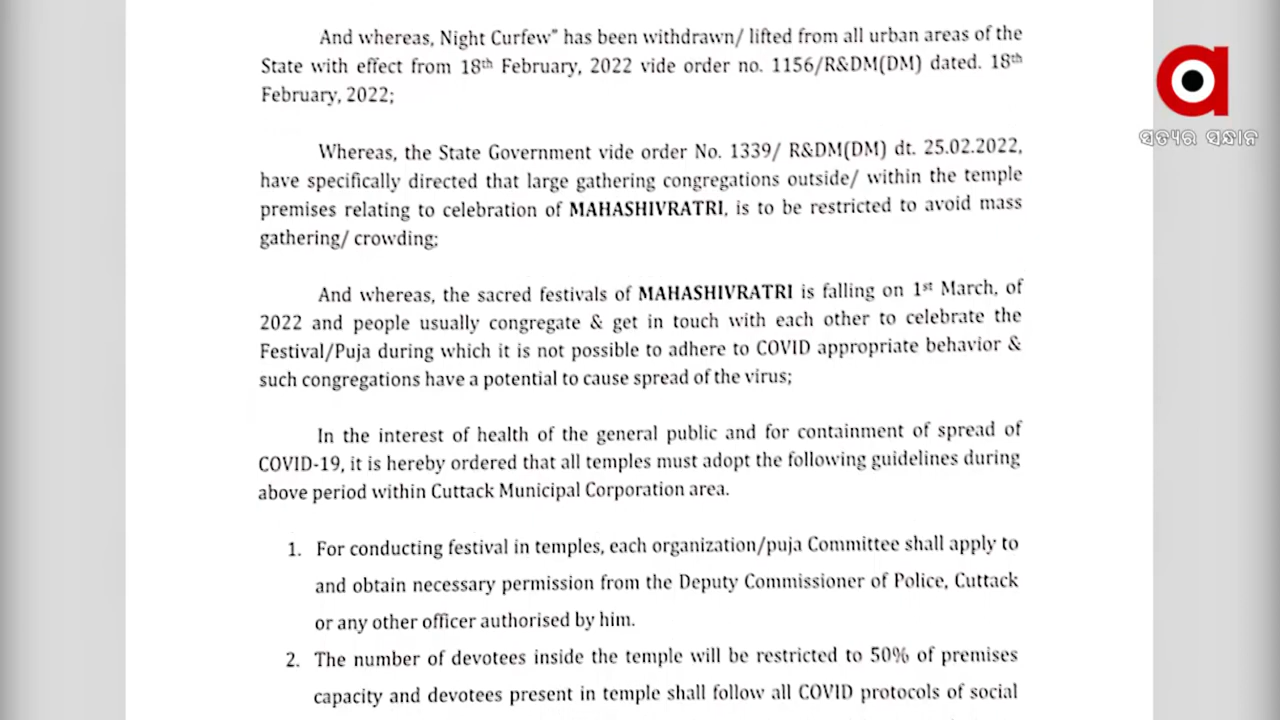 And whereas, Night Curfew" has been withdrawn/ lifted from all urban areas of the
State with effect from 18th February, 2022 vide order no. 1156/R&DM(DM) dated. 18th
February, 2022;
Whereas, the State Government vide order No. 1339/ R&DM(DM) dt. 25.02.2022,
have specifically directed that large gathering congregations outside/ within the temple
premises relating to celebration of MAHASHIVRATRI, is to be restricted to avoid mass
gathering/ crowding;
And whereas, the sacred festivals of MAHASHIVRATRI is falling on 1st March, of
2022 and people usually congregate & get in touch with each other to celebrate the
Festival/Puja during which it is not possible to adhere to COVID appropriate behavior &
such congregations have a potential to cause spread of the virus;
In the interest of health of the general public and for containment of spread of
COVID-19, it is hereby ordered that all temples must adopt the following guidelines during
above period within Cuttack Municipal Corporation area.
1. For conducting festival in temples, each organization/puja Committee shall apply to
and obtain necessary permission from the Deputy Commissioner of Police, Cuttack
or any other officer authorised by him.
2. The number of devotees inside the temple will be restricted to 50% of premises
capacity and devotees present in temple shall follow all COVID protocols of social
a
ସତ୍ୟର ସନ୍ଧାନ